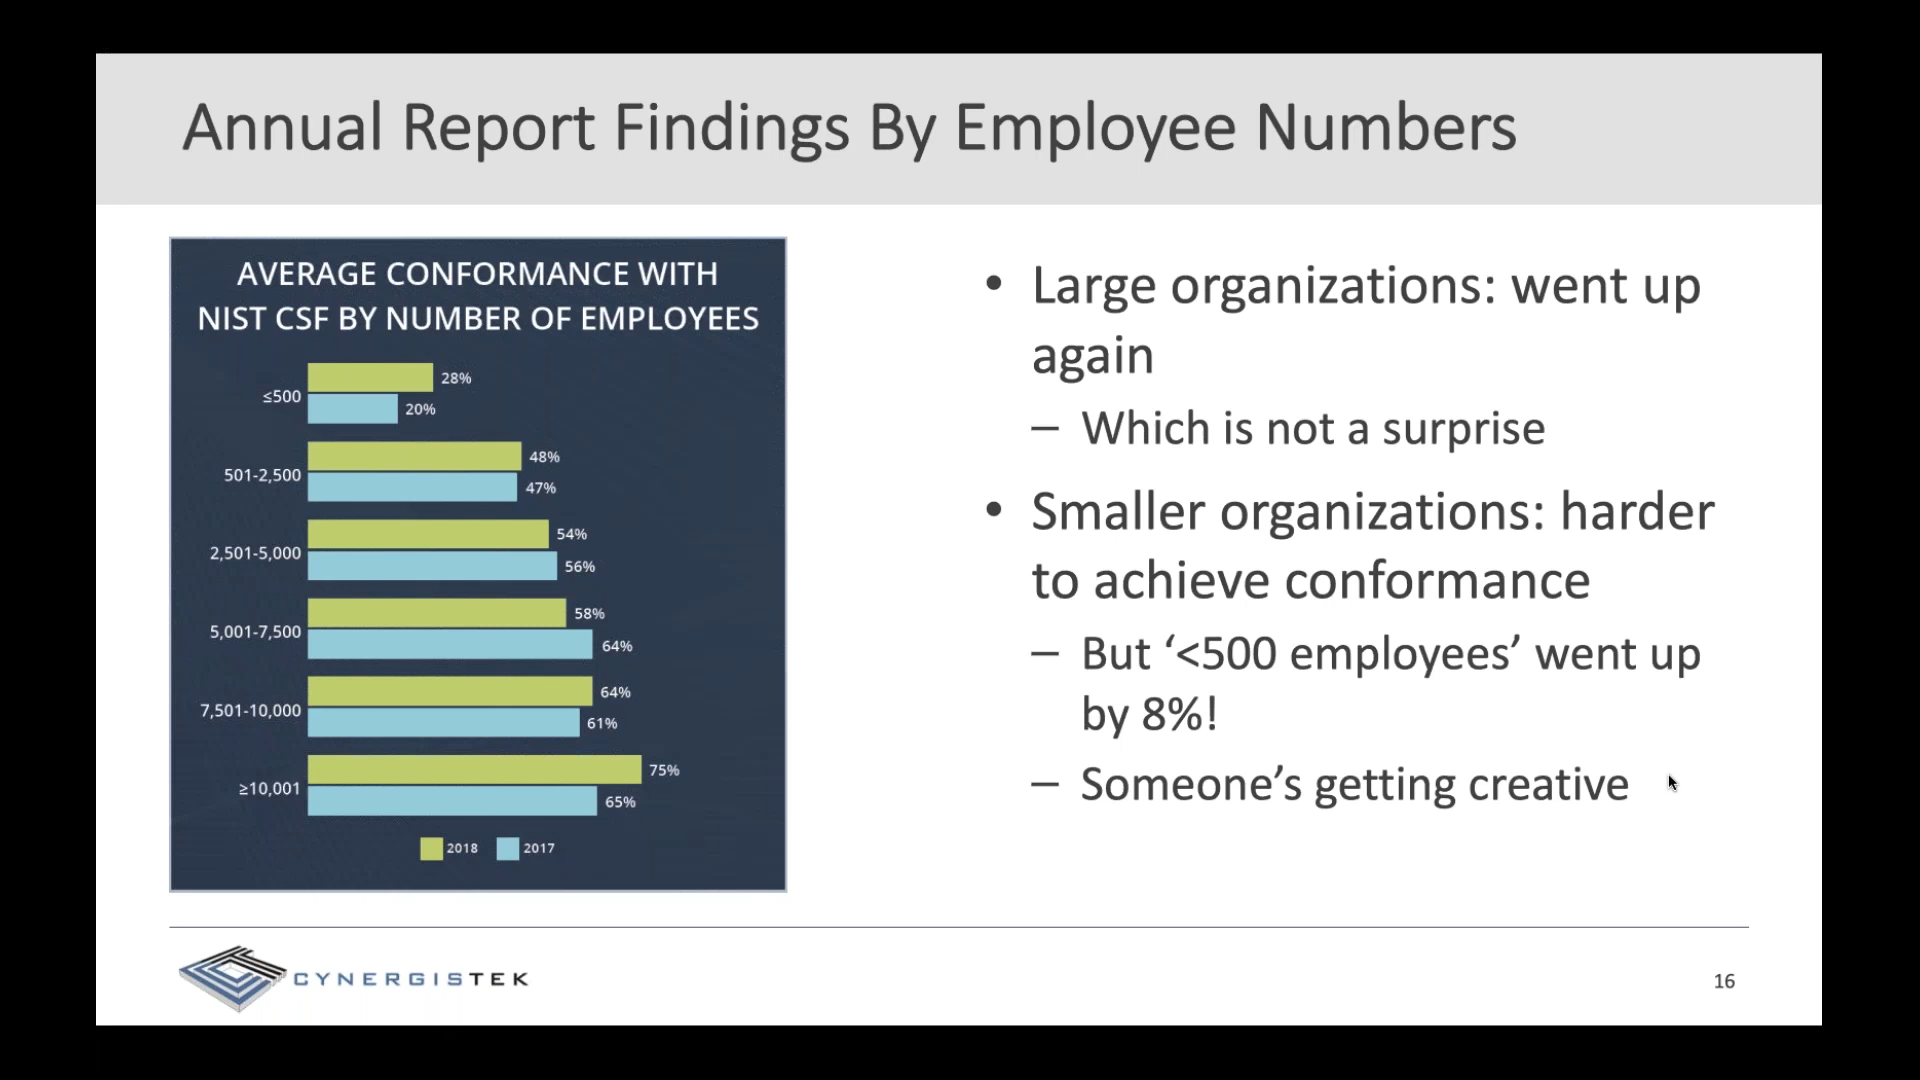 Annual Report Findings By Employee Numbers
AVERAGE CONFORMANCE WITH
NIST CSF BY NUMBER OF EMPLOYEES
≤500
28%
20%
501-2,500
48%
47%
2,501-5,000
54%
56%
5,001-7,500
58%
64%
7,501-10,000
64%
61%
≥10,001
75%
65%
2018 2017
• Large organizations: went up
again
– Which is not a surprise
• Smaller organizations: harder
to achieve conformance
– But ‘<500 employees’ went up
by 8%!
– Someone’s getting creative
CYNERGISTEK
16